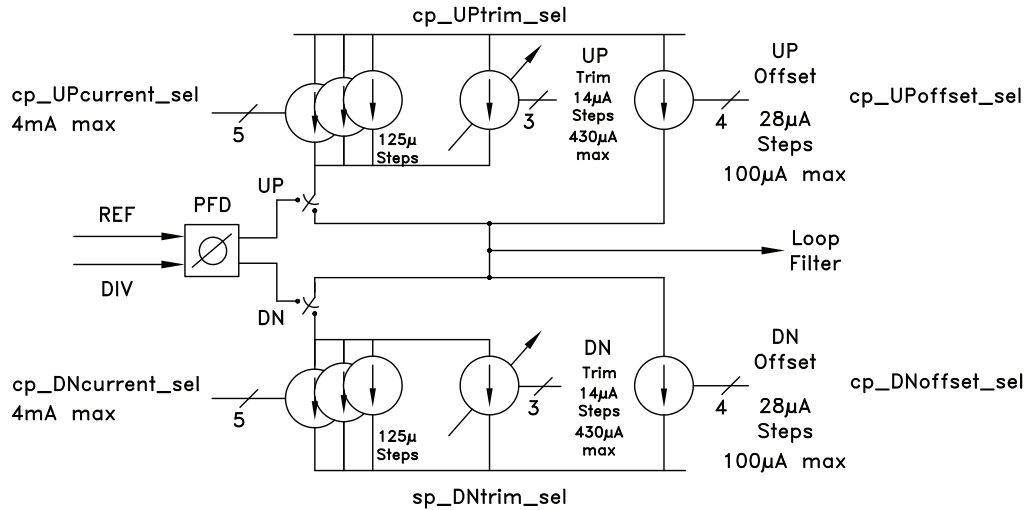 cp_UPtrim_sel
cp_UPcurrent_sel
4mA max
5
125µ
Steps
3
UP
Trim
14µA
Steps
430µA
max
4
UP
Offset
28µA
Steps
100µA max
cp_UPoffset_sel
UP
REF
PFD
DIV
DN
Loop
Filter
cp_DNcurrent_sel
4mA max
5
125µ
Steps
3
DN
Trim
14µA
Steps
430µA
max
4
DN
Offset
28µA
Steps
100µA max
cp_DNoffset_sel
sp_DNtrim_sel